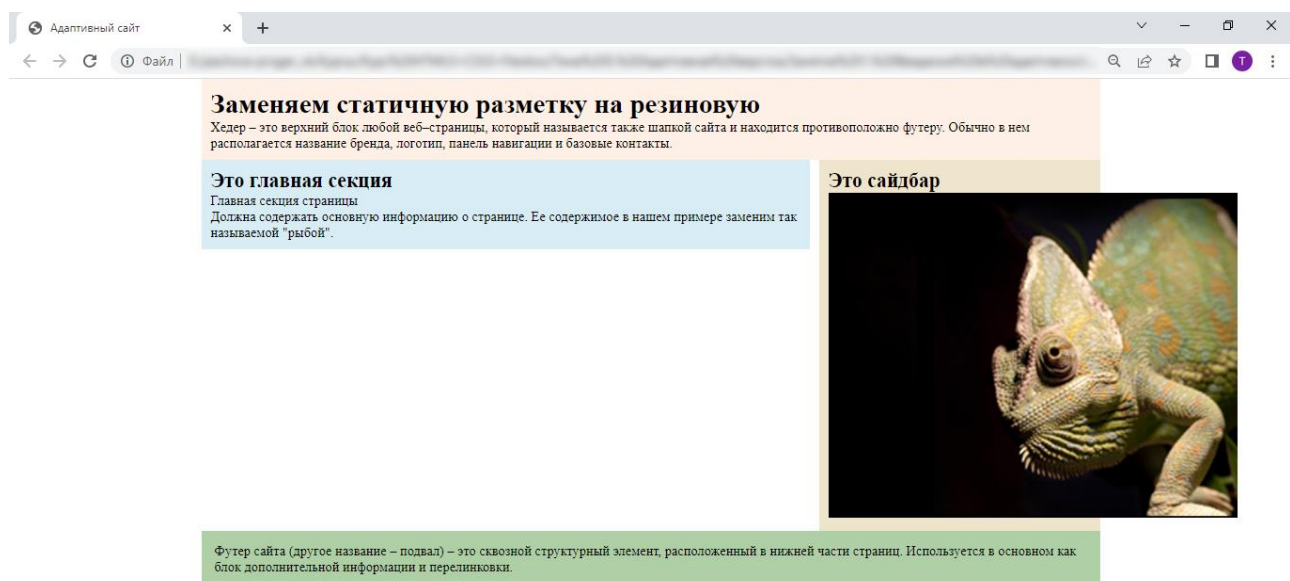 Адаптивный сайт
Файл
T
Заменяем статичную разметку на резиновую
Хедер – это верхний блок любой веб–страницы, который называется также шапкой сайта и находится противоположно футеру. Обычно в нем
располагается название бренда, логотип, панель навигации и базовые контакты.
Это главная секция
Главная секция страницы
Должна содержать основную информацию о странице. Ее содержимое в нашем примере заменим так
называемой "рыбой".
Это сайдбар
Футер сайта (другое название – подвал) – это сквозной структурный элемент, расположенный в нижней части страниц. Используется в основном как
блок дополнительной информации и перелинковки.